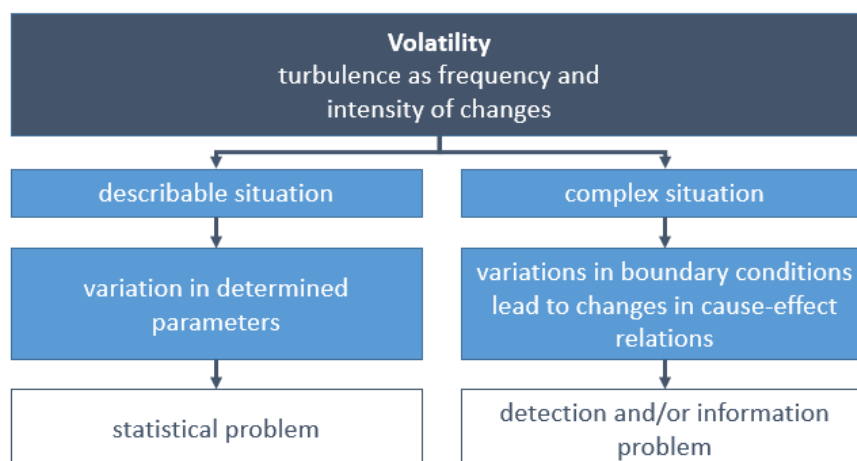 Volatility
turbulence as frequency and
intensity of changes
describable situation
complex situation
variation in determined
parameters
variations in boundary conditions
lead to changes in cause-effect
relations
statistical problem
detection and/or information
problem